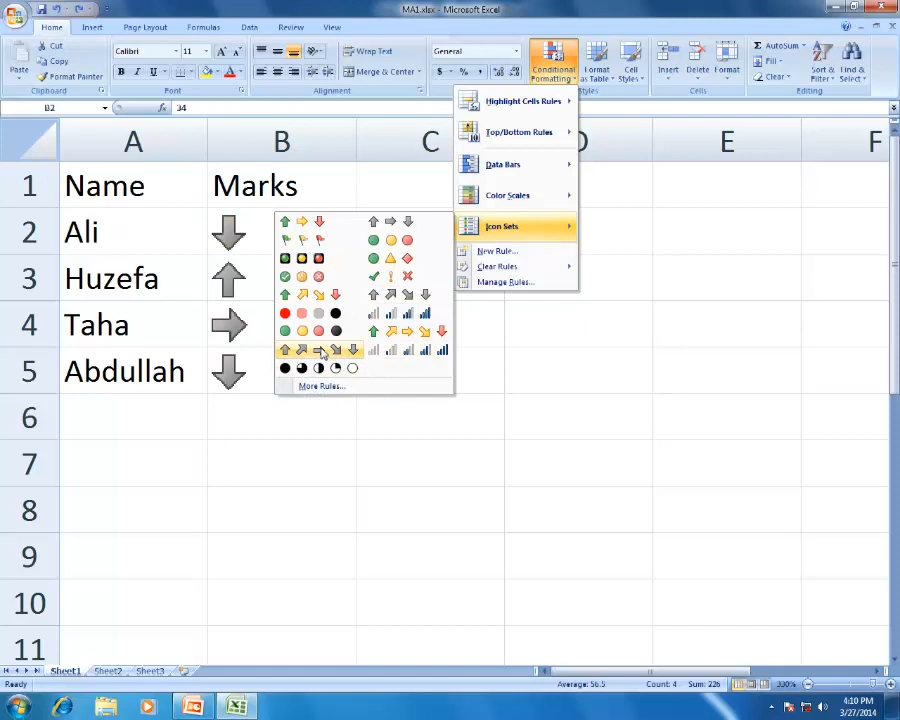 MA1.xlsx - Microsoft Excel
Home Insert Page Layout Formulas Data Review View
Cut
Copy
Format Painter
Paste
Clipboard
Calibri 11
B I U A
Font
Wrap Text
Merge & Center
Alignment
General
$ % ,
Conditional Formatting
Format as Table
Cell Styles
Styles
Insert Delete Format
Cells
Σ AutoSum
Fill
Clear
Sort & Filter
Find & Select
B2 fx 34
Highlight Cells Rules
Top/Bottom Rules
Data Bars
Color Scales
Icon Sets
New Rule...
Clear Rules
Manage Rules...
More Rules...
A B C D E F
1 Name Marks
2 Ali
3 Huzefa
4 Taha
5 Abdullah
6
7
8
9
10
11
Sheet1 Sheet2 Sheet3
Ready Average: 56.5 Count: 4 Sum: 226 330%
4:10 PM
3/27/2014